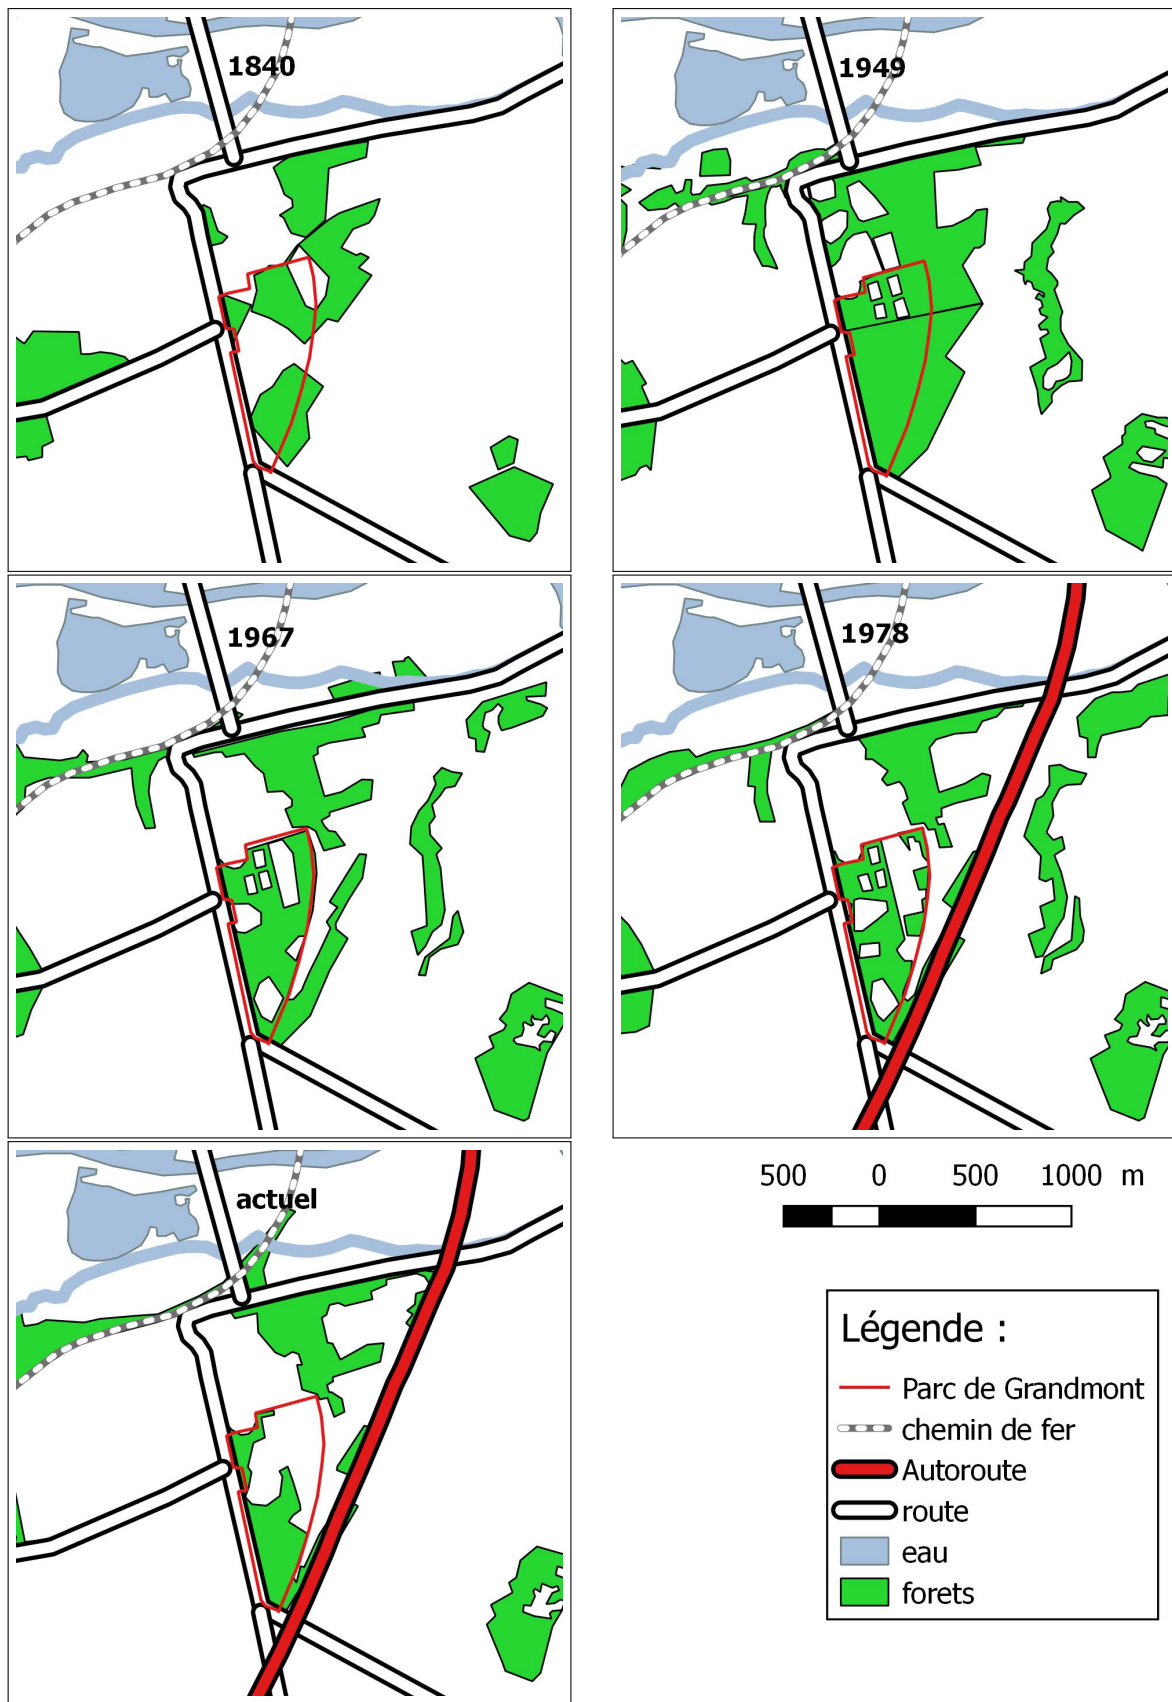 1840
1949
1967
1978
actuel
500 0 500 1000 m
Légende :
Parc de Grandmont
chemin de fer
Autoroute
route
eau
forets